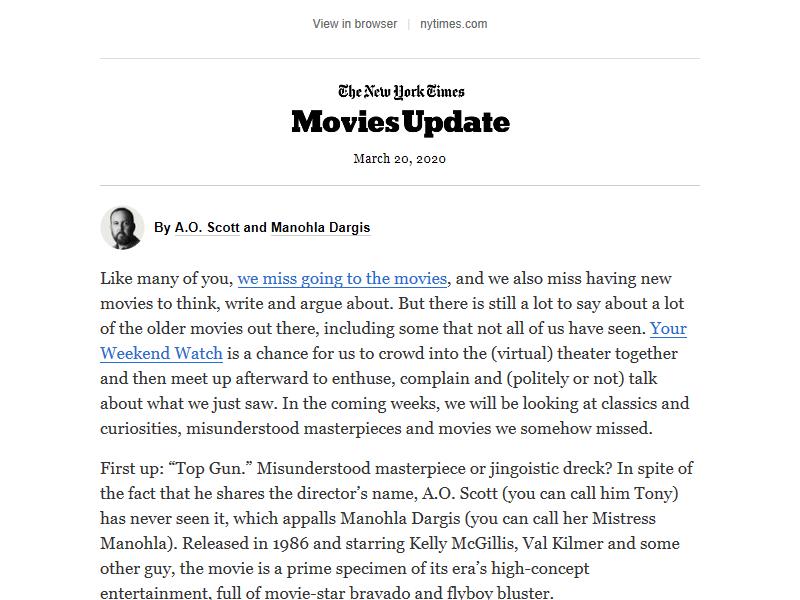 View in browser | nytimes.com
The New York Times
Movies Update
March 20, 2020
By A.O. Scott and Manohla Dargis
Like many of you, we miss going to the movies, and we also miss having new
movies to think, write and argue about. But there is still a lot to say about a lot
of the older movies out there, including some that not all of us have seen. Your
Weekend Watch is a chance for us to crowd into the (virtual) theater together
and then meet up afterward to enthuse, complain and (politely or not) talk
about what we just saw. In the coming weeks, we will be looking at classics and
curiosities, misunderstood masterpieces and movies we somehow missed.
First up: “Top Gun.” Misunderstood masterpiece or jingoistic dreck? In spite of
the fact that he shares the director’s name, A.O. Scott (you can call him Tony)
has never seen it, which appalls Manohla Dargis (you can call her Mistress
Manohla). Released in 1986 and starring Kelly McGillis, Val Kilmer and some
other guy, the movie is a prime specimen of its era’s high-concept
entertainment, full of movie-star bravado and flyboy bluster.